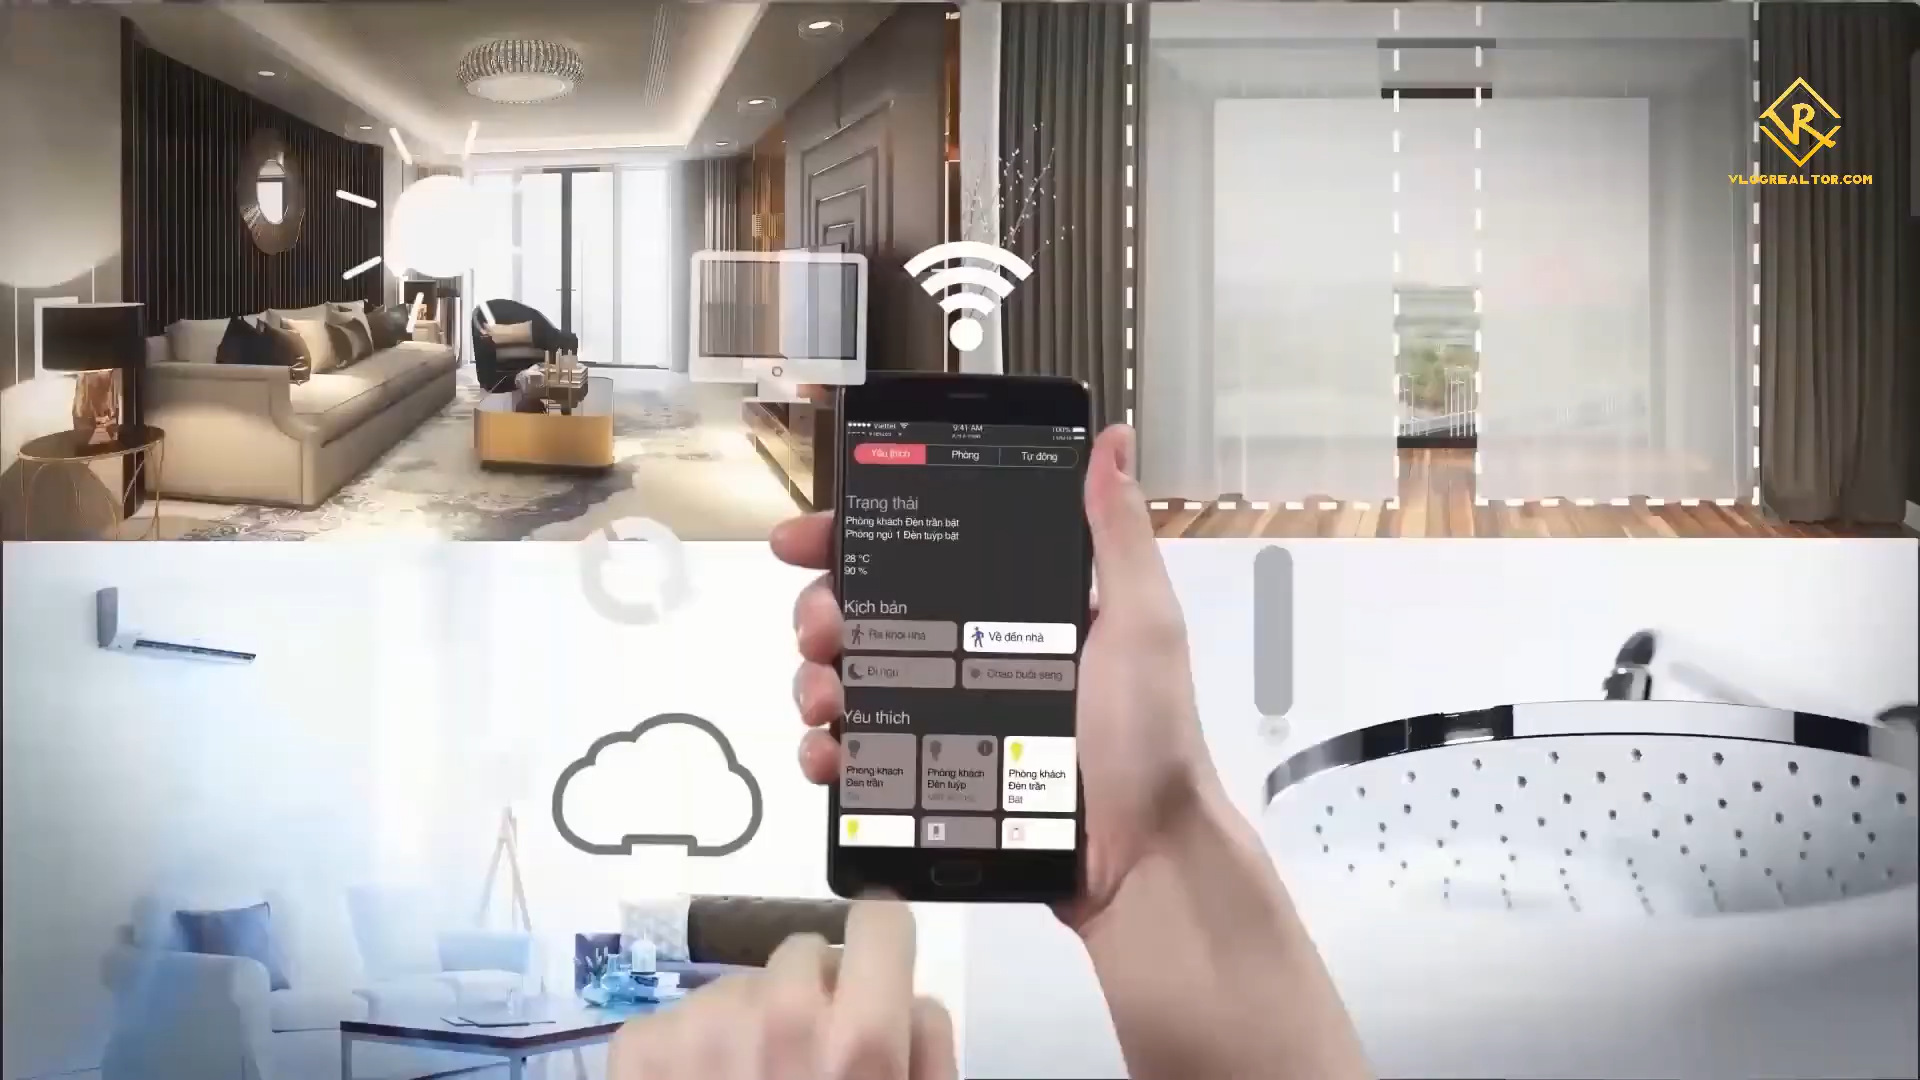 VLOGREALTOR.COM
Viettel 9:41 AM 100%
Yêu thích Phòng Tự động
Trạng thái
Phòng khách Đèn trần bật
Phòng ngủ 1 Đèn tuýp bật
28 °C
90 %
Kịch bản
Ra khỏi nhà Về đến nhà
Đi ngủ Chào buổi sáng
Yêu thích
Phòng khách Phòng khách Phòng khách
Đèn trần Đèn tuýp Đèn trần
Bật